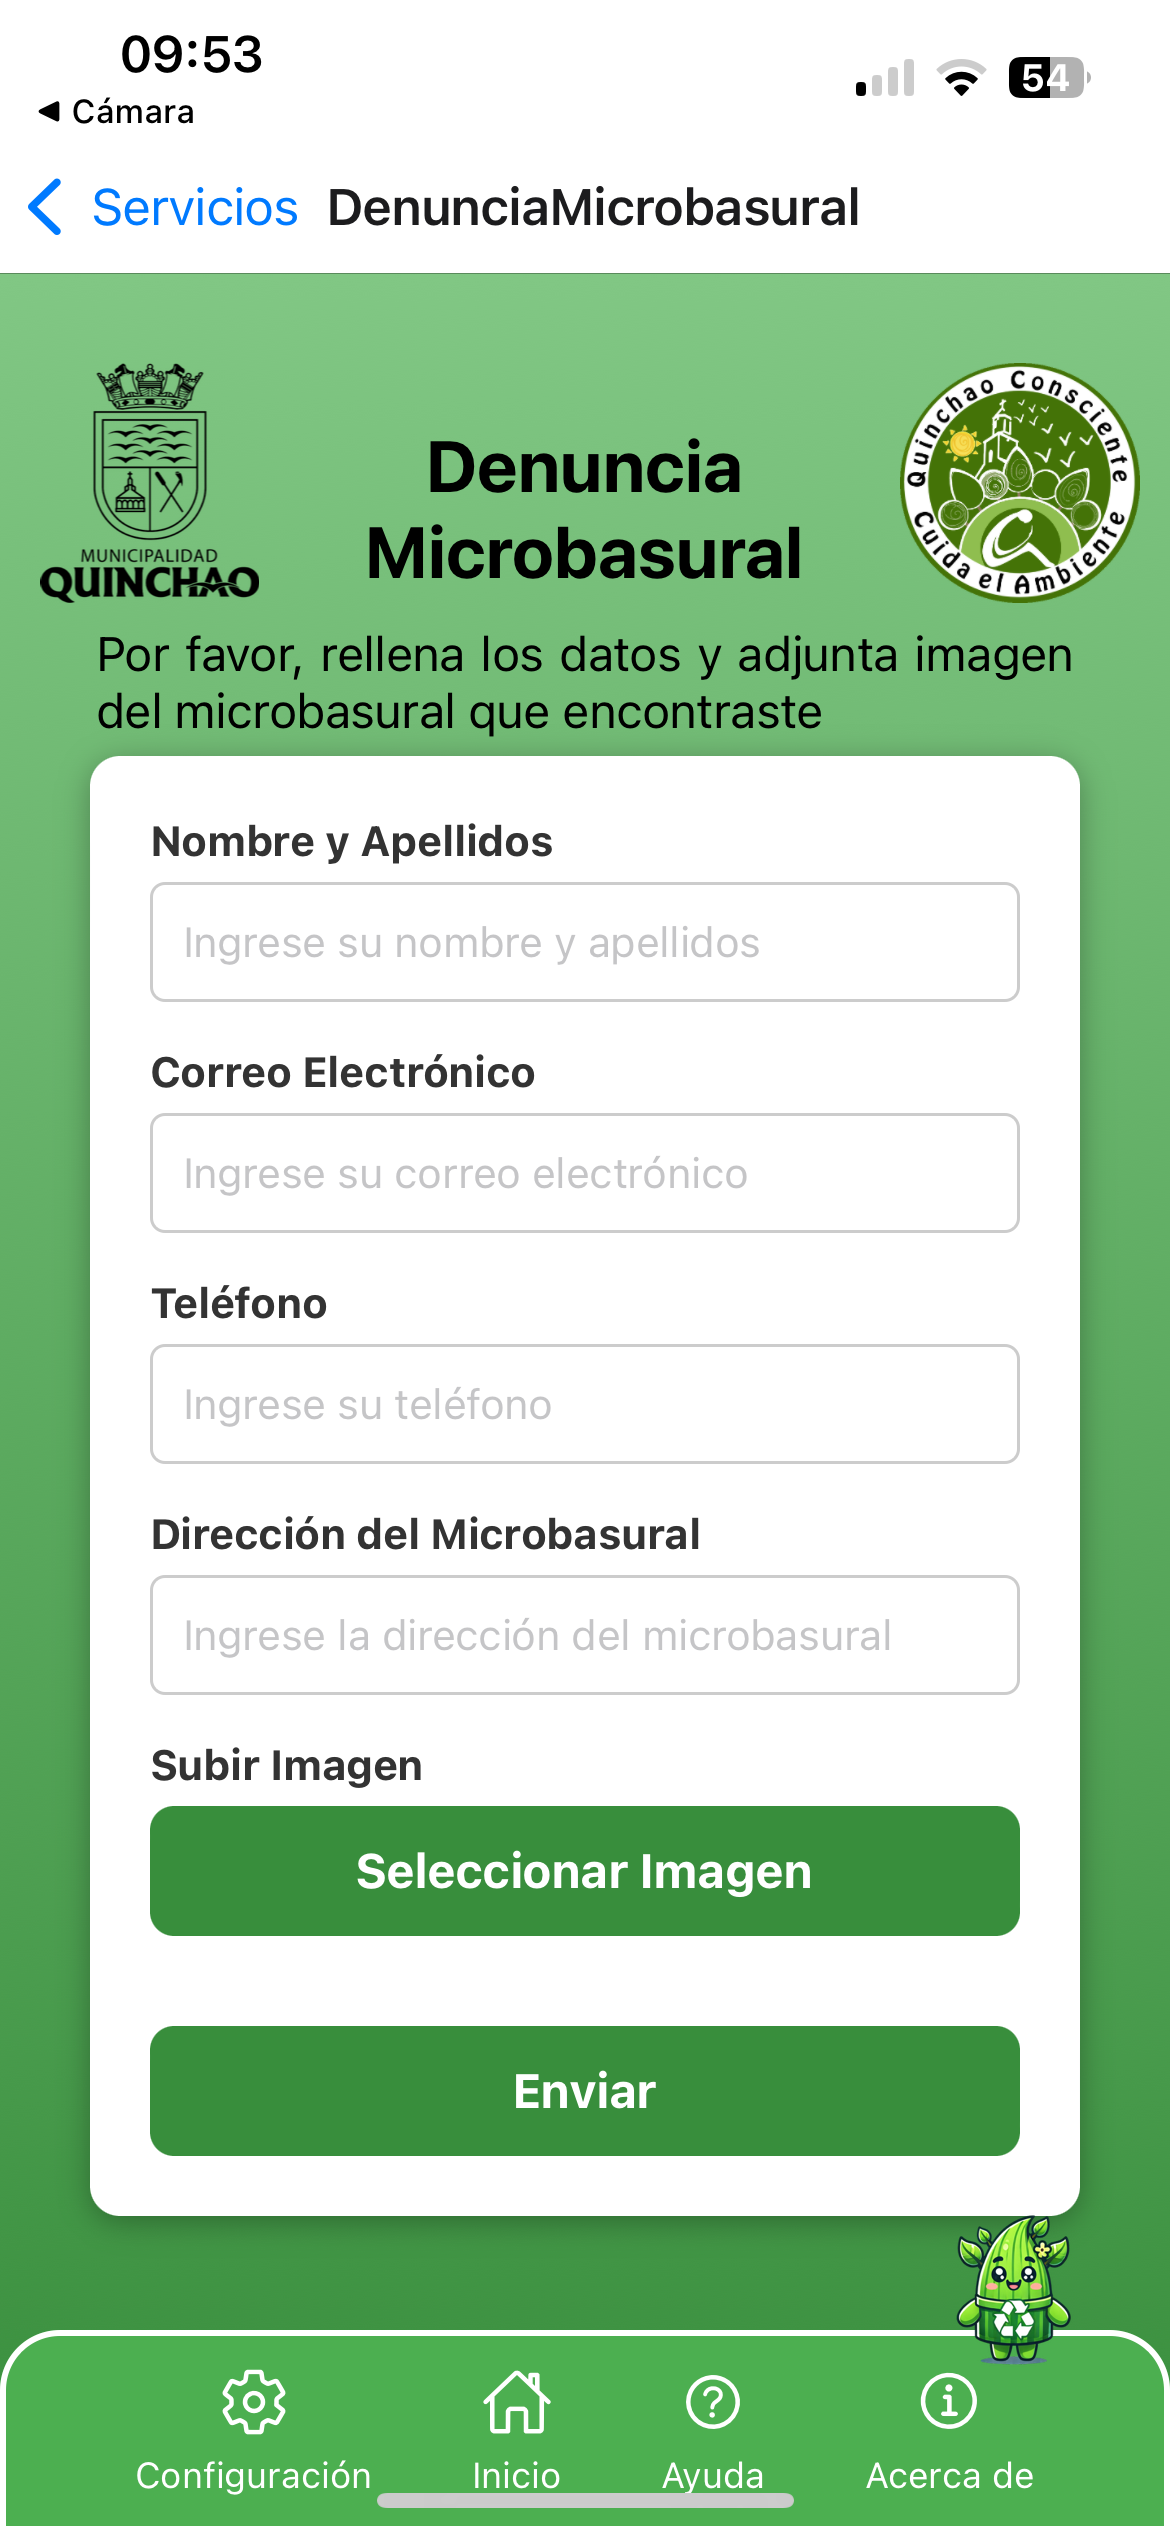 09:53
54
◀ Cámara
Servicios DenunciaMicrobasural
MUNICIPALIDAD
QUINCHAO
Denuncia
Microbasural
Quinchao Consciente
Cuida el Ambiente
Por favor, rellena los datos y adjunta imagen
del microbasural que encontraste
Nombre y Apellidos
Ingrese su nombre y apellidos
Correo Electrónico
Ingrese su correo electrónico
Teléfono
Ingrese su teléfono
Dirección del Microbasural
Ingrese la dirección del microbasural
Subir Imagen
Seleccionar Imagen
Enviar
Configuración
Inicio
Ayuda
Acerca de